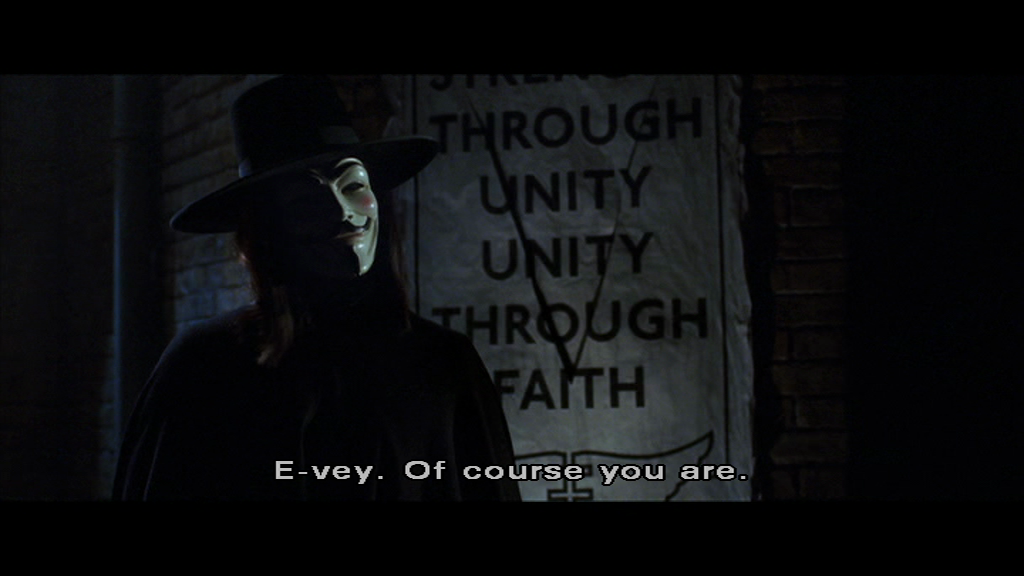 THROUGH
UNITY
UNITY
THROUGH
FAITH
E-vey. Of course you are.